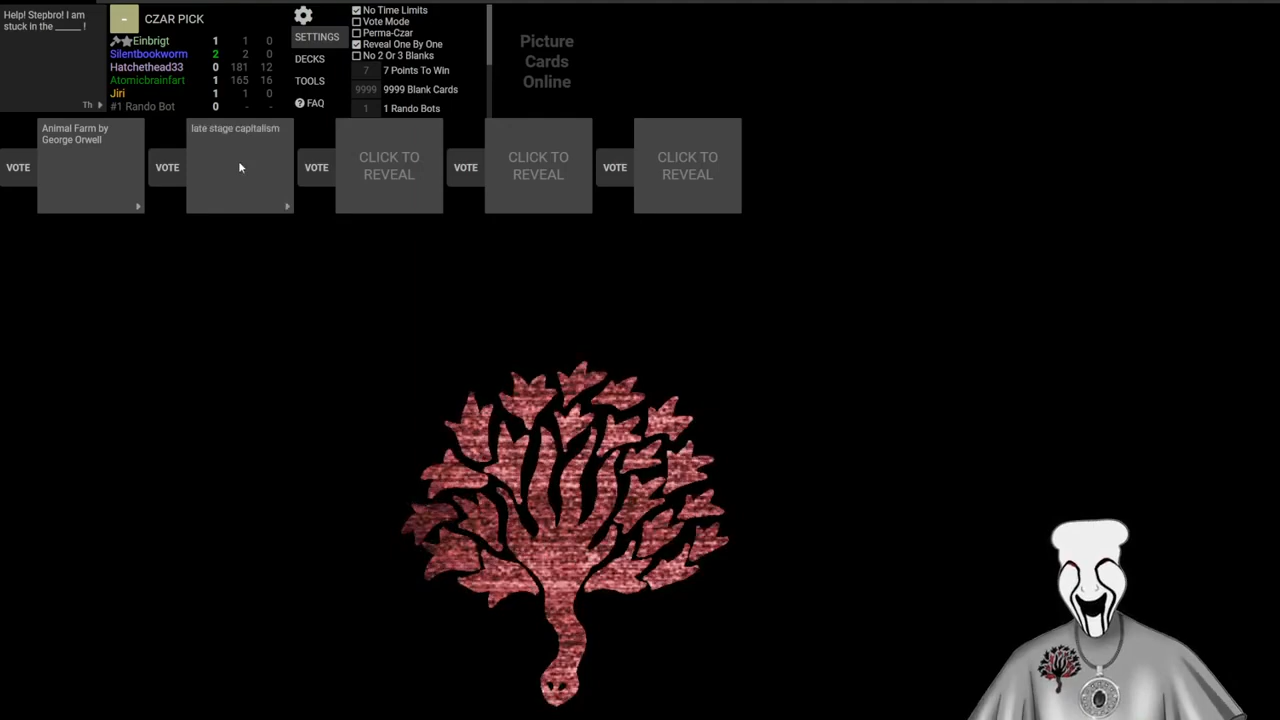 Help! Stepbro! I am
stuck in the _____ !
Th
-
CZAR PICK
Einbrigt 1 1 0
Silentbookworm 2 2 0
Hatchethead33 0 181 12
Atomicbrainfart 1 165 16
Jiri 1 1 0
#1 Rando Bot 0 - -
SETTINGS
DECKS
TOOLS
? FAQ
No Time Limits
Vote Mode
Perma-Czar
Reveal One By One
No 2 Or 3 Blanks
7 7 Points To Win
9999 9999 Blank Cards
1 1 Rando Bots
Picture
Cards
Online
VOTE
Animal Farm by
George Orwell
VOTE
late stage capitalism
VOTE
CLICK TO
REVEAL
VOTE
CLICK TO
REVEAL
VOTE
CLICK TO
REVEAL